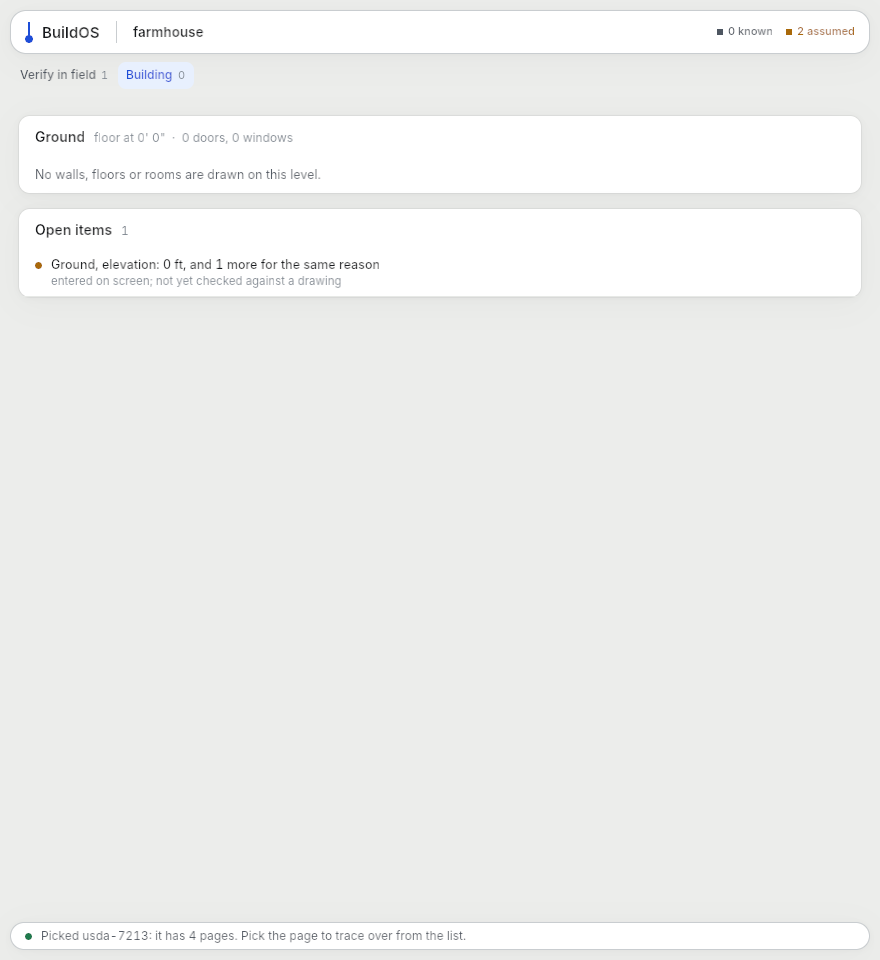 BuildOS
farmhouse
0 known
2 assumed
Verify in field 1
Building 0
Ground floor at 0' 0" · 0 doors, 0 windows
No walls, floors or rooms are drawn on this level.
Open items 1
Ground, elevation: 0 ft, and 1 more for the same reason
entered on screen; not yet checked against a drawing
Picked usda-7213: it has 4 pages. Pick the page to trace over from the list.